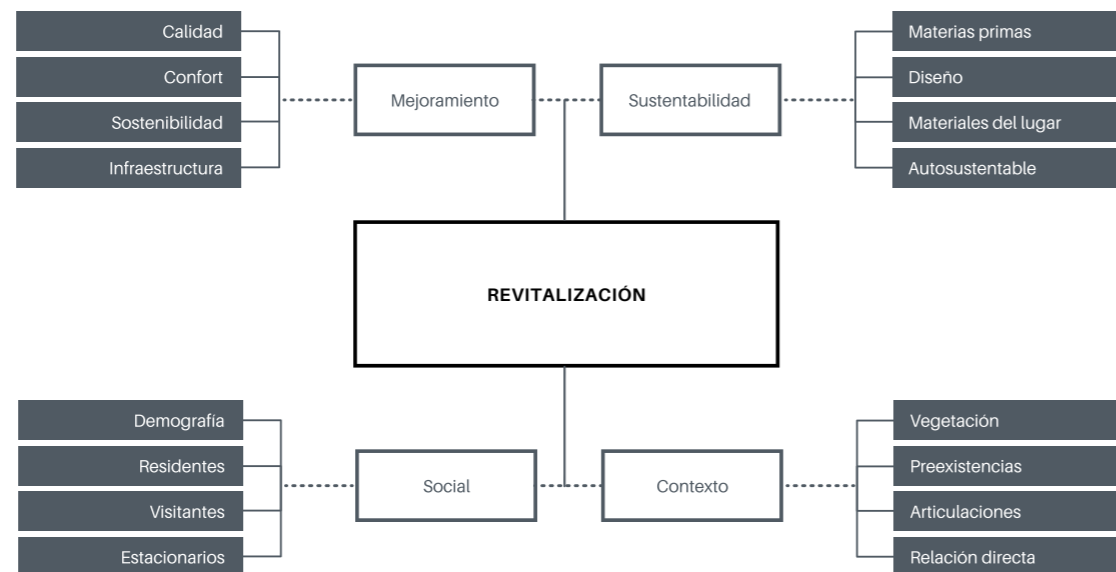 Calidad
Confort
Sostenibilidad
Infraestructura
Mejoramiento
Sustentabilidad
Materias primas
Diseño
Materiales del lugar
Autosustentable
REVITALIZACIÓN
Demografía
Residentes
Visitantes
Estacionarios
Social
Contexto
Vegetación
Preexistencias
Articulaciones
Relación directa